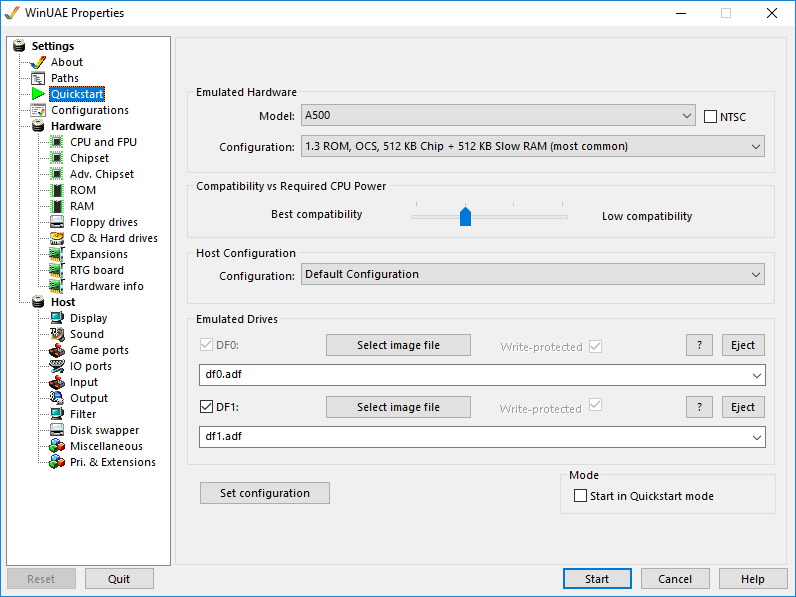 WinUAE Properties
Settings
About
Paths
Quickstart
Configurations
Hardware
CPU and FPU
Chipset
Adv. Chipset
ROM
RAM
Floppy drives
CD & Hard drives
Expansions
RTG board
Hardware info
Host
Display
Sound
Game ports
IO ports
Input
Output
Filter
Disk swapper
Miscellaneous
Pri. & Extensions
Emulated Hardware
Model: A500 NTSC
Configuration: 1.3 ROM, OCS, 512 KB Chip + 512 KB Slow RAM (most common)
Compatibility vs Required CPU Power
Best compatibility Low compatibility
Host Configuration
Configuration: Default Configuration
Emulated Drives
DF0: Select image file Write-protected ? Eject
df0.adf
DF1: Select image file Write-protected ? Eject
df1.adf
Set configuration
Mode
Start in Quickstart mode
Reset Quit Start Cancel Help